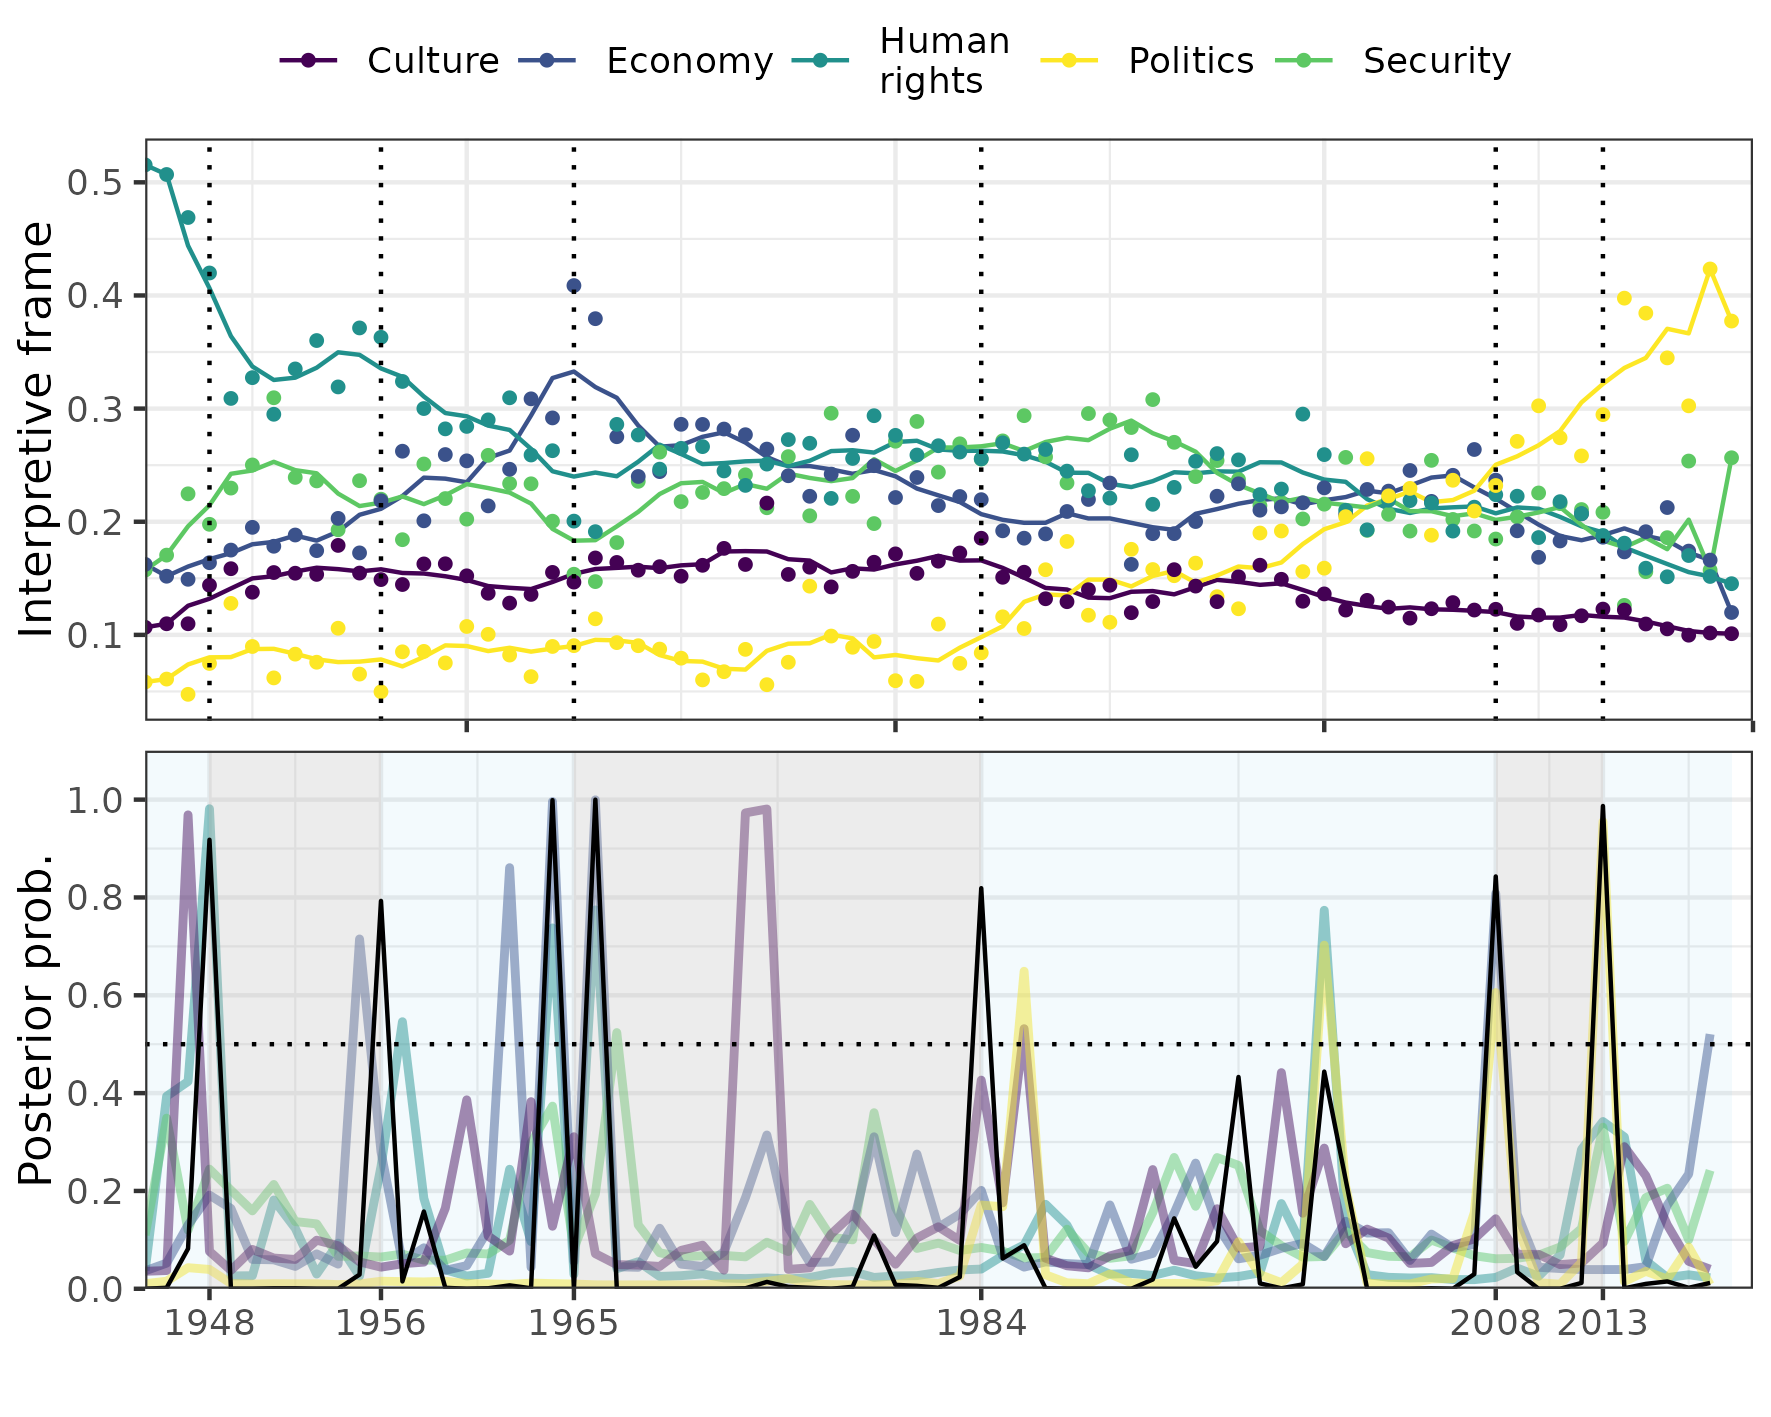 Culture
Economy
Human
rights
Politics
Security
Interpretive frame
0.5
0.4
0.3
0.2
0.1
Posterior prob.
1.0
0.8
0.6
0.4
0.2
0.0
1948 1956 1965 1984 2008 2013